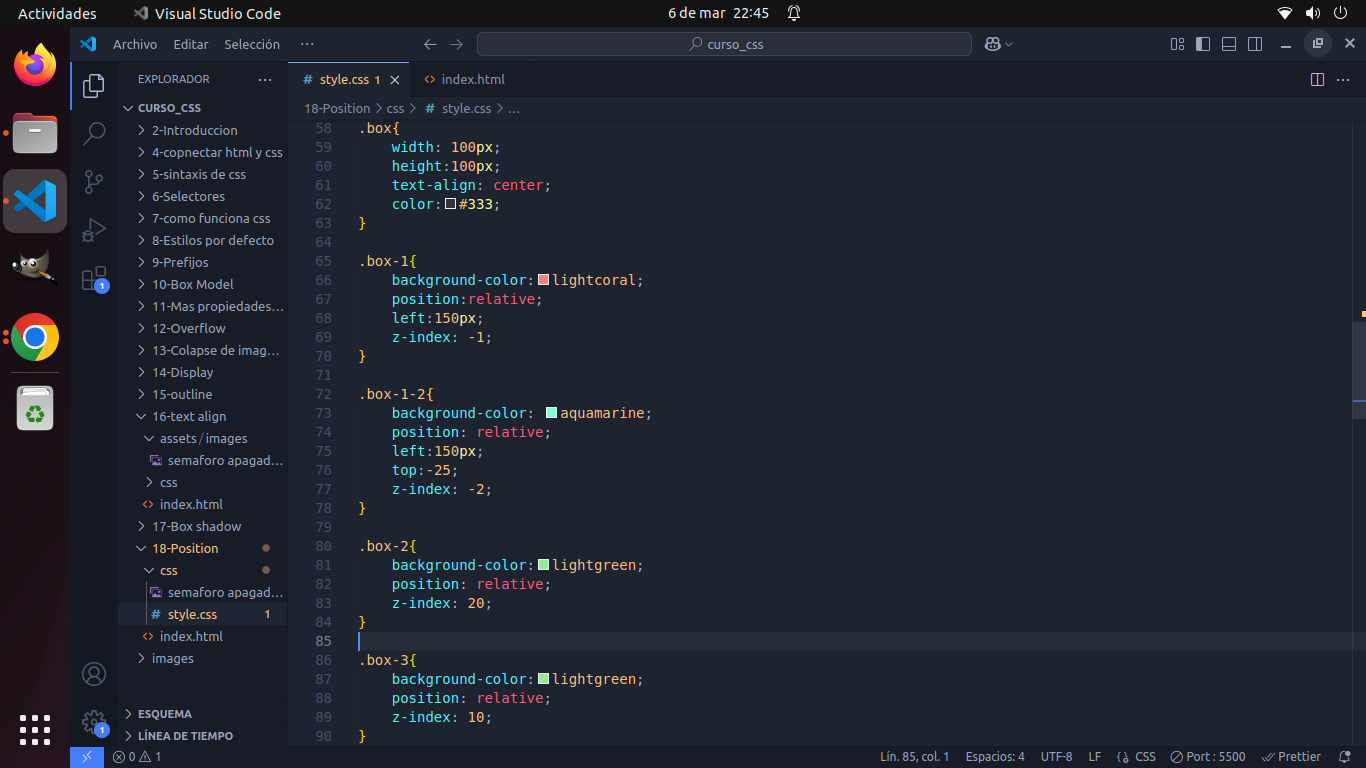 Actividades Visual Studio Code 6 de mar 22:45
Archivo Editar Selección ··· curso_css
EXPLORADOR ···
CURSO_CSS
2-Introduccion
4-copnectar html y css
5-sintaxis de css
6-Selectores
7-como funciona css
8-Estilos por defecto
9-Prefijos
10-Box Model
11-Mas propiedades…
12-Overflow
13-Colapse de imag…
14-Display
15-outline
16-text align
assets/images
semaforo apagad…
css
index.html
17-Box shadow
18-Position
css
semaforo apagad…
style.css 1
index.html
images
ESQUEMA
LÍNEA DE TIEMPO
1
1
style.css 1 index.html ···
18-Position > css > style.css > …
58 .box{
59 width: 100px;
60 height:100px;
61 text-align: center;
62 color:#333;
63 }
64
65 .box-1{
66 background-color:lightcoral;
67 position:relative;
68 left:150px;
69 z-index: -1;
70 }
71
72 .box-1-2{
73 background-color: aquamarine;
74 position: relative;
75 left:150px;
76 top:-25;
77 z-index: -2;
78 }
79
80 .box-2{
81 background-color:lightgreen;
82 position: relative;
83 z-index: 20;
84 }
85
86 .box-3{
87 background-color:lightgreen;
88 position: relative;
89 z-index: 10;
90 }
0 1 Lín. 85, col. 1 Espacios: 4 UTF-8 LF CSS Port : 5500 Prettier